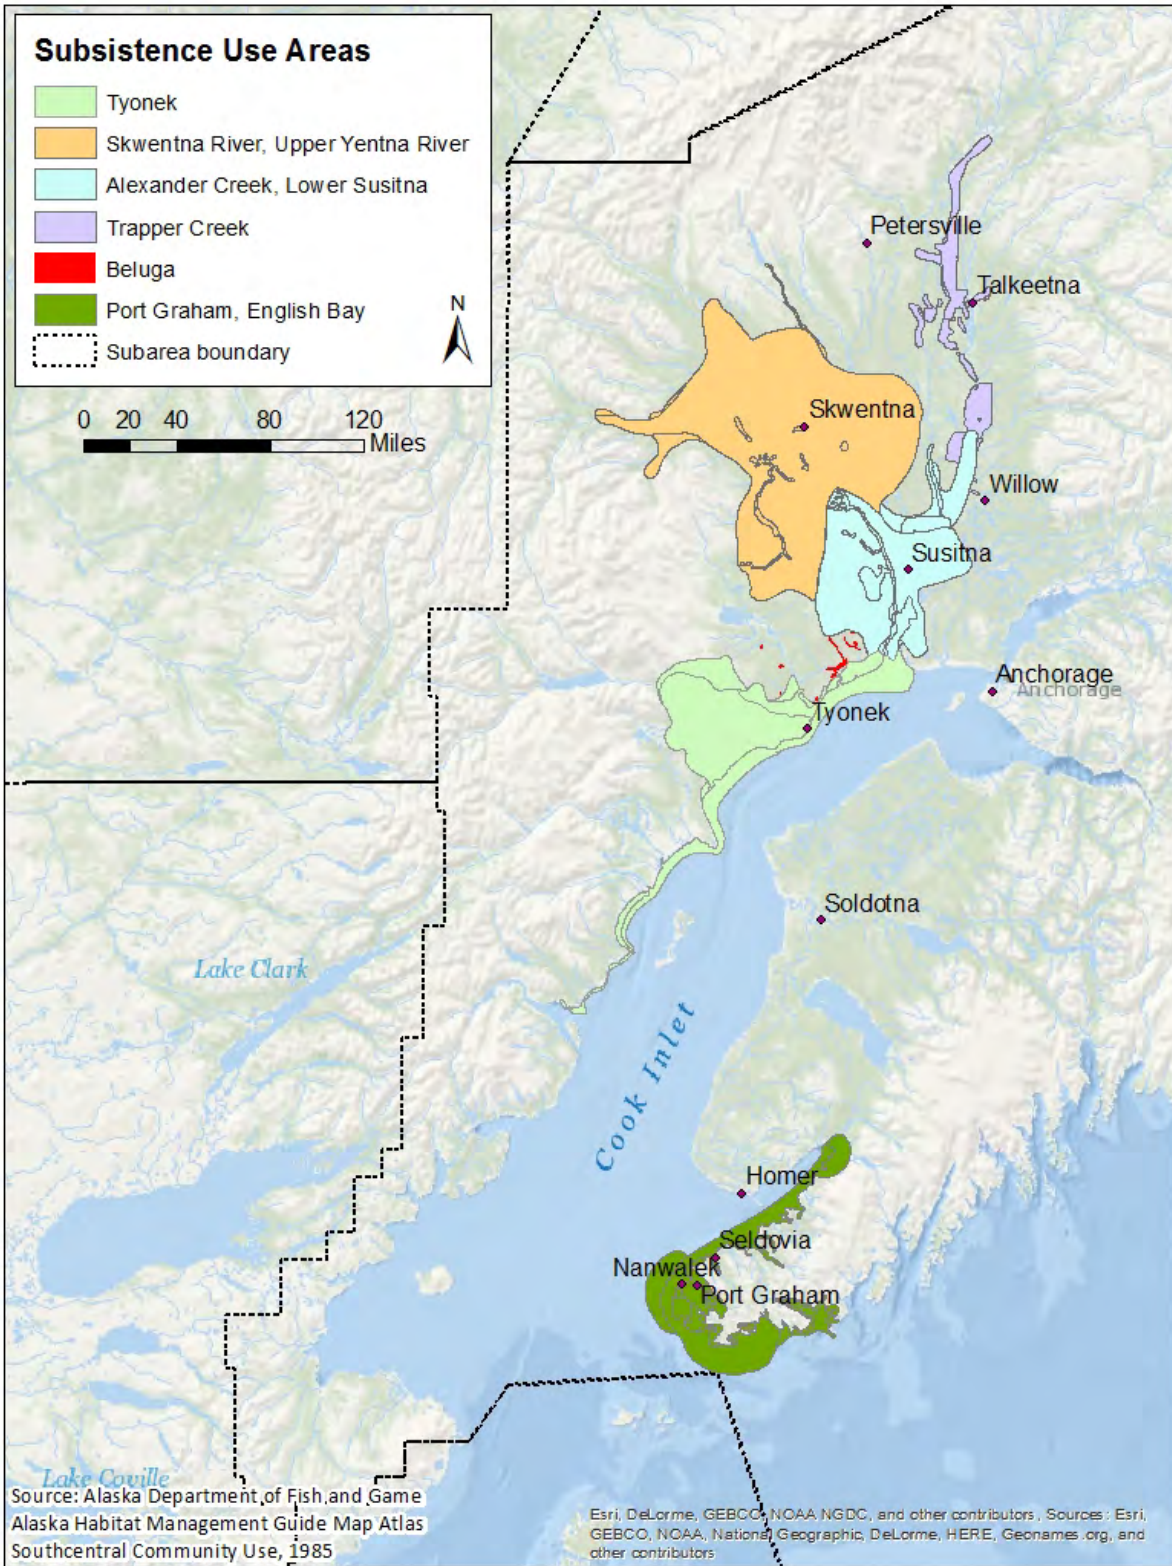 Subsistence Use Areas
Tyonek
Skwentna River, Upper Yentna River
Alexander Creek, Lower Susitna
Trapper Creek
Beluga
Port Graham, English Bay
Subarea boundary
N
0 20 40 80 120
Miles
Petersville
Talkeetna
Skwentna
Willow
Susitna
Anchorage
Anchorage
Tyonek
Soldotna
Lake Clark
Cook Inlet
Homer
Seldovia
Nanwalek
Port Graham
Lake Coville
Source: Alaska Department of Fish and Game
Alaska Habitat Management Guide Map Atlas
Southcentral Community Use, 1985
Esri, DeLorme, GEBCO, NOAA NGDC, and other contributors, Sources: Esri,
GEBCO, NOAA, National Geographic, DeLorme, HERE, Geonames.org, and
other contributors